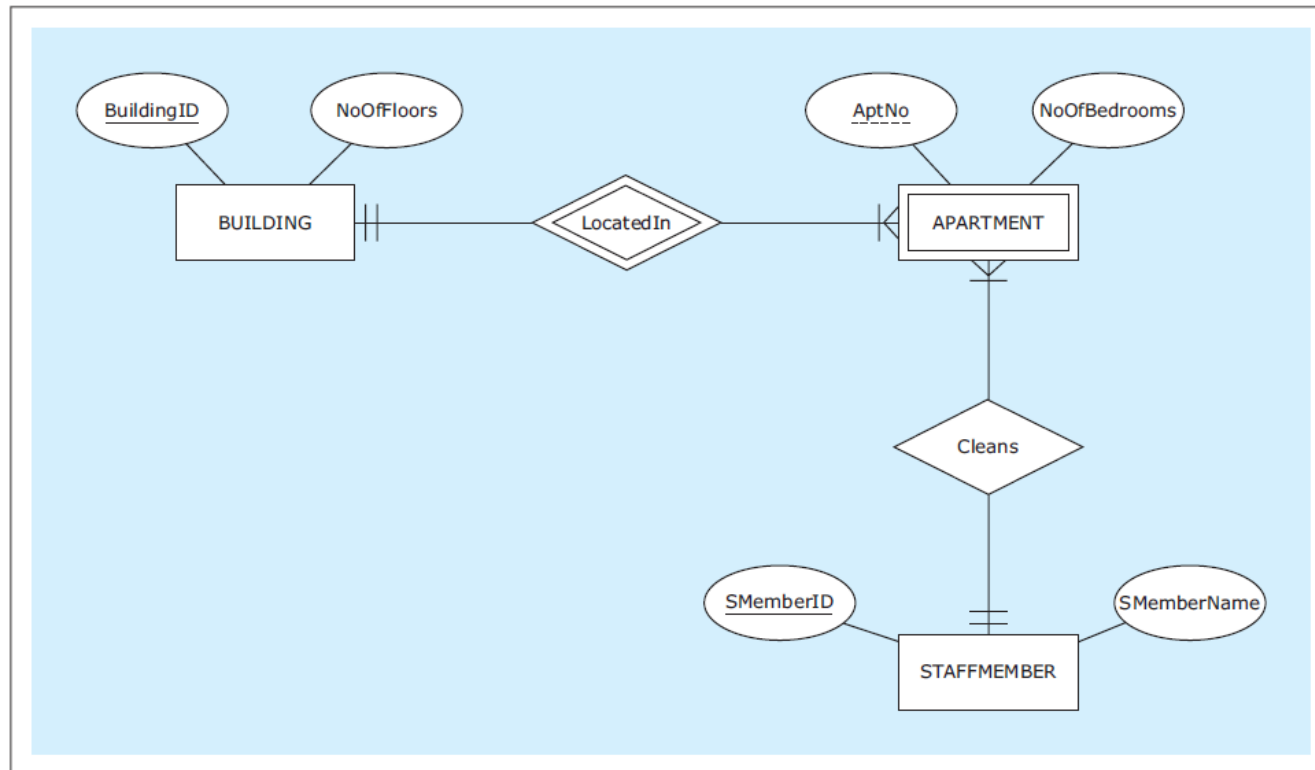 BuildingID
NoOfFloors
AptNo
NoOfBedrooms
BUILDING
LocatedIn
APARTMENT
Cleans
SMemberID
SMemberName
STAFFMEMBER